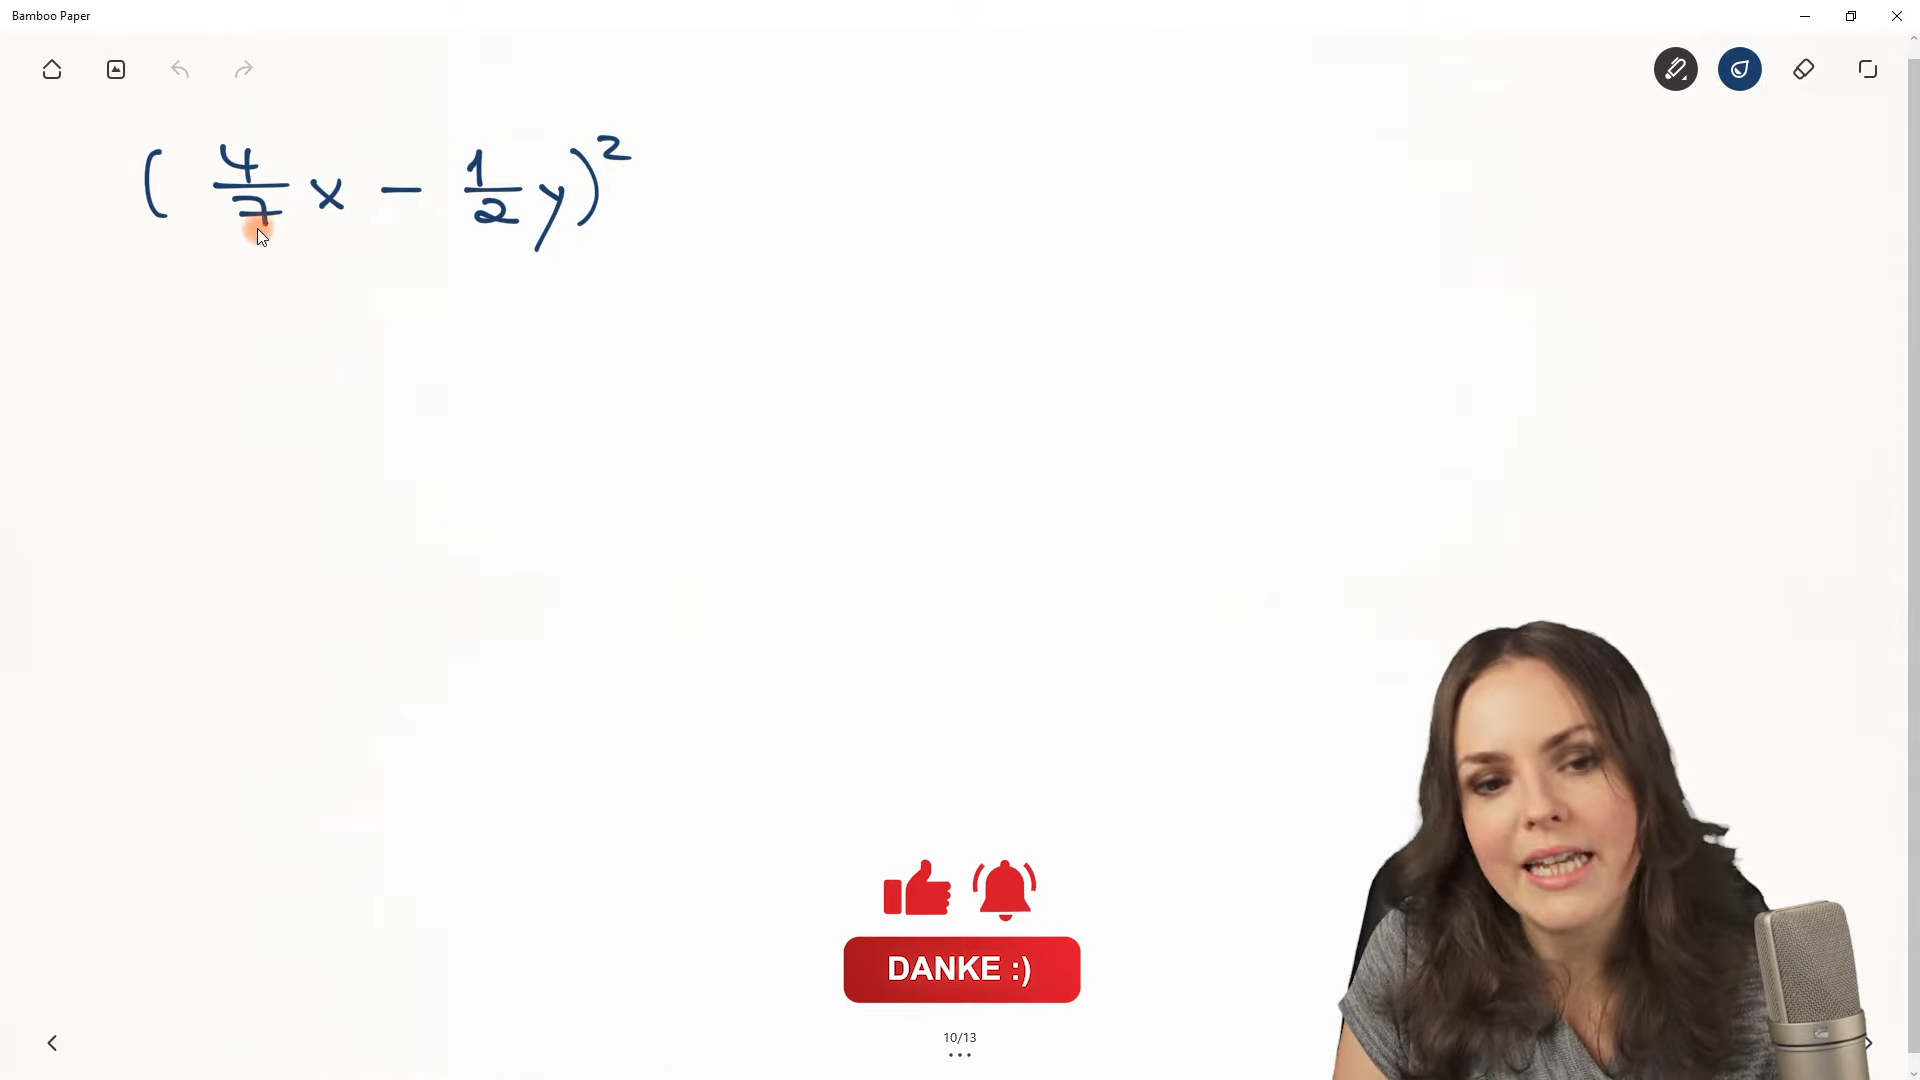 Bamboo Paper
( 4/7 x − 1/2 y)²
DANKE :)
10/13